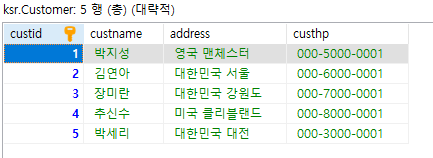 ksr.Customer: 5 행 (총) (대략적)
custid custname address custhp
1 박지성 영국 맨체스터 000-5000-0001
2 김연아 대한민국 서울 000-6000-0001
3 장미란 대한민국 강원도 000-7000-0001
4 추신수 미국 클리블랜드 000-8000-0001
5 박세리 대한민국 대전 000-3000-0001